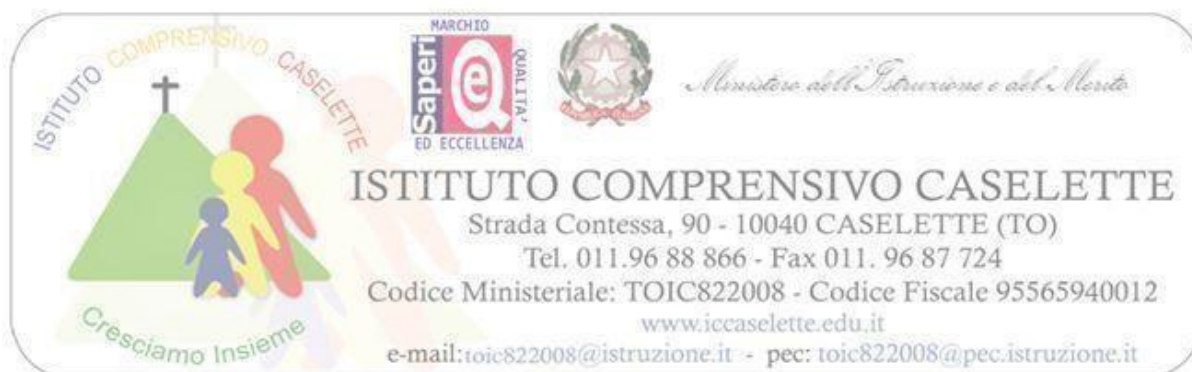 ISTITUTO COMPRENSIVO CASELETTE
Cresciamo Insieme
MARCHIO
Saperi
QUALITA'
ED ECCELLENZA
Ministero dell'Istruzione e del Merito
ISTITUTO COMPRENSIVO CASELETTE
Strada Contessa, 90 - 10040 CASELETTE (TO)
Tel. 011.96 88 866 - Fax 011. 96 87 724
Codice Ministeriale: TOIC822008 - Codice Fiscale 95565940012
www.iccaselette.edu.it
e-mail:toic822008@istruzione.it - pec: toic822008@pec.istruzione.it